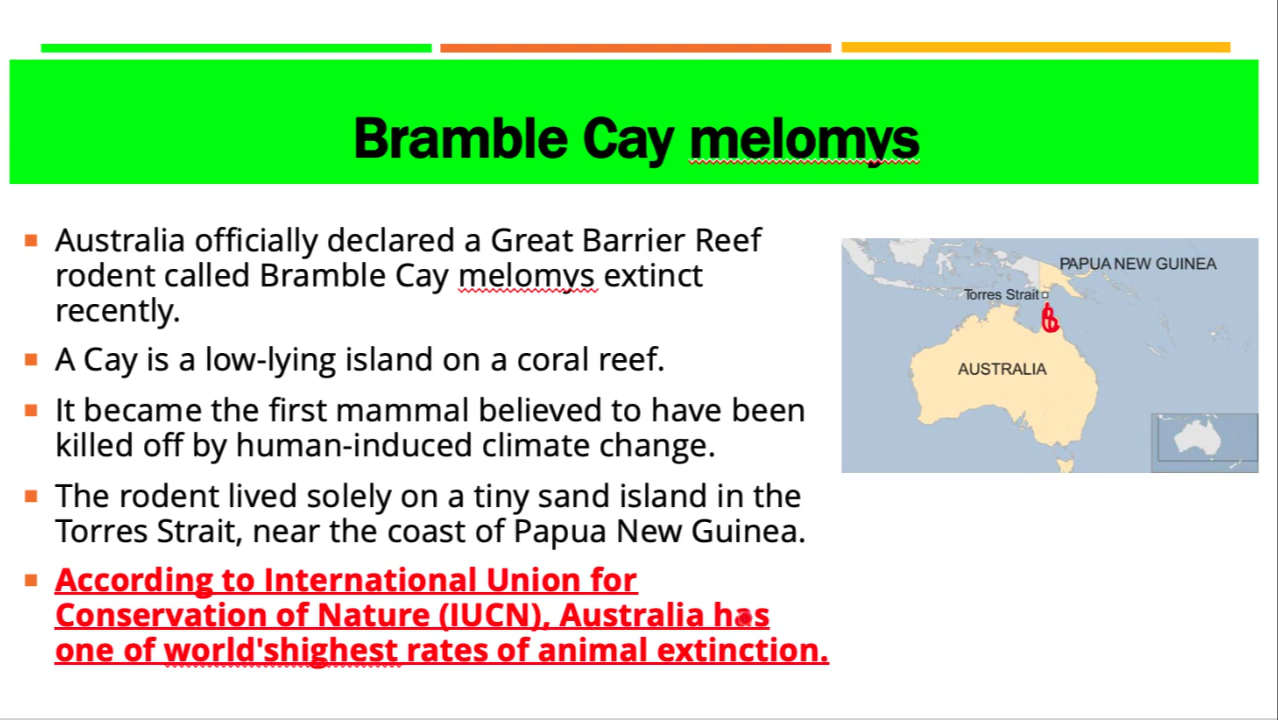 Bramble Cay melomys
Australia officially declared a Great Barrier Reef
rodent called Bramble Cay melomys extinct
recently.
A Cay is a low-lying island on a coral reef.
It became the first mammal believed to have been
killed off by human-induced climate change.
The rodent lived solely on a tiny sand island in the
Torres Strait, near the coast of Papua New Guinea.
According to International Union for
Conservation of Nature (IUCN), Australia has
one of world'shighest rates of animal extinction.
PAPUA NEW GUINEA
Torres Strait
AUSTRALIA